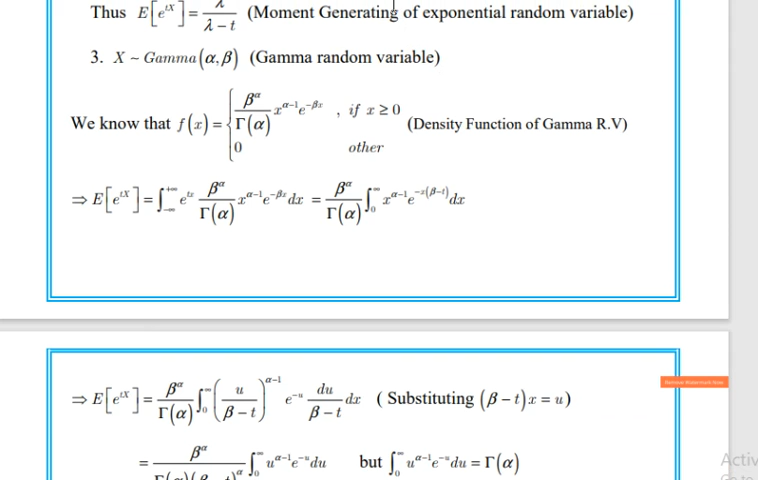 Thus E[e^{tX}] = λ/(λ − t) (Moment Generating of exponential random variable)
3. X ~ Gamma(α, β) (Gamma random variable)
We know that f(x) = { β^α/Γ(α) x^{α−1} e^{−βx} , if x ≥ 0 (Density Function of Gamma R.V)
0 other
⇒ E[e^{tX}] = ∫_{−∞}^{+∞} e^{tx} β^α/Γ(α) x^{α−1} e^{−βx} dx = β^α/Γ(α) ∫_0^∞ x^{α−1} e^{−x(β−t)} dx
⇒ E[e^{tX}] = β^α/Γ(α) ∫_0^∞ (u/(β − t))^{α−1} e^{−u} du/(β − t) dx ( Substituting (β − t)x = u)
= β^α/Γ(α)(β − t)^α ∫_0^∞ u^{α−1} e^{−u} du but ∫_0^∞ u^{α−1} e^{−u} du = Γ(α)
Activ